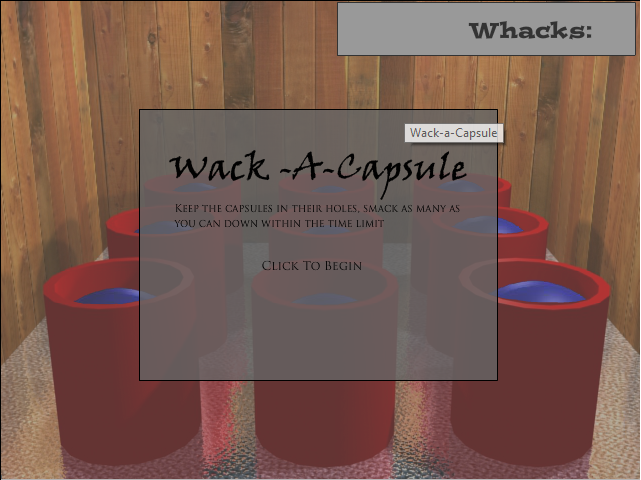 Whacks:
Wack-a-Capsule
Wack -A-Capsule
Keep the capsules in their holes, smack as many as
you can down within the time limit
Click To Begin